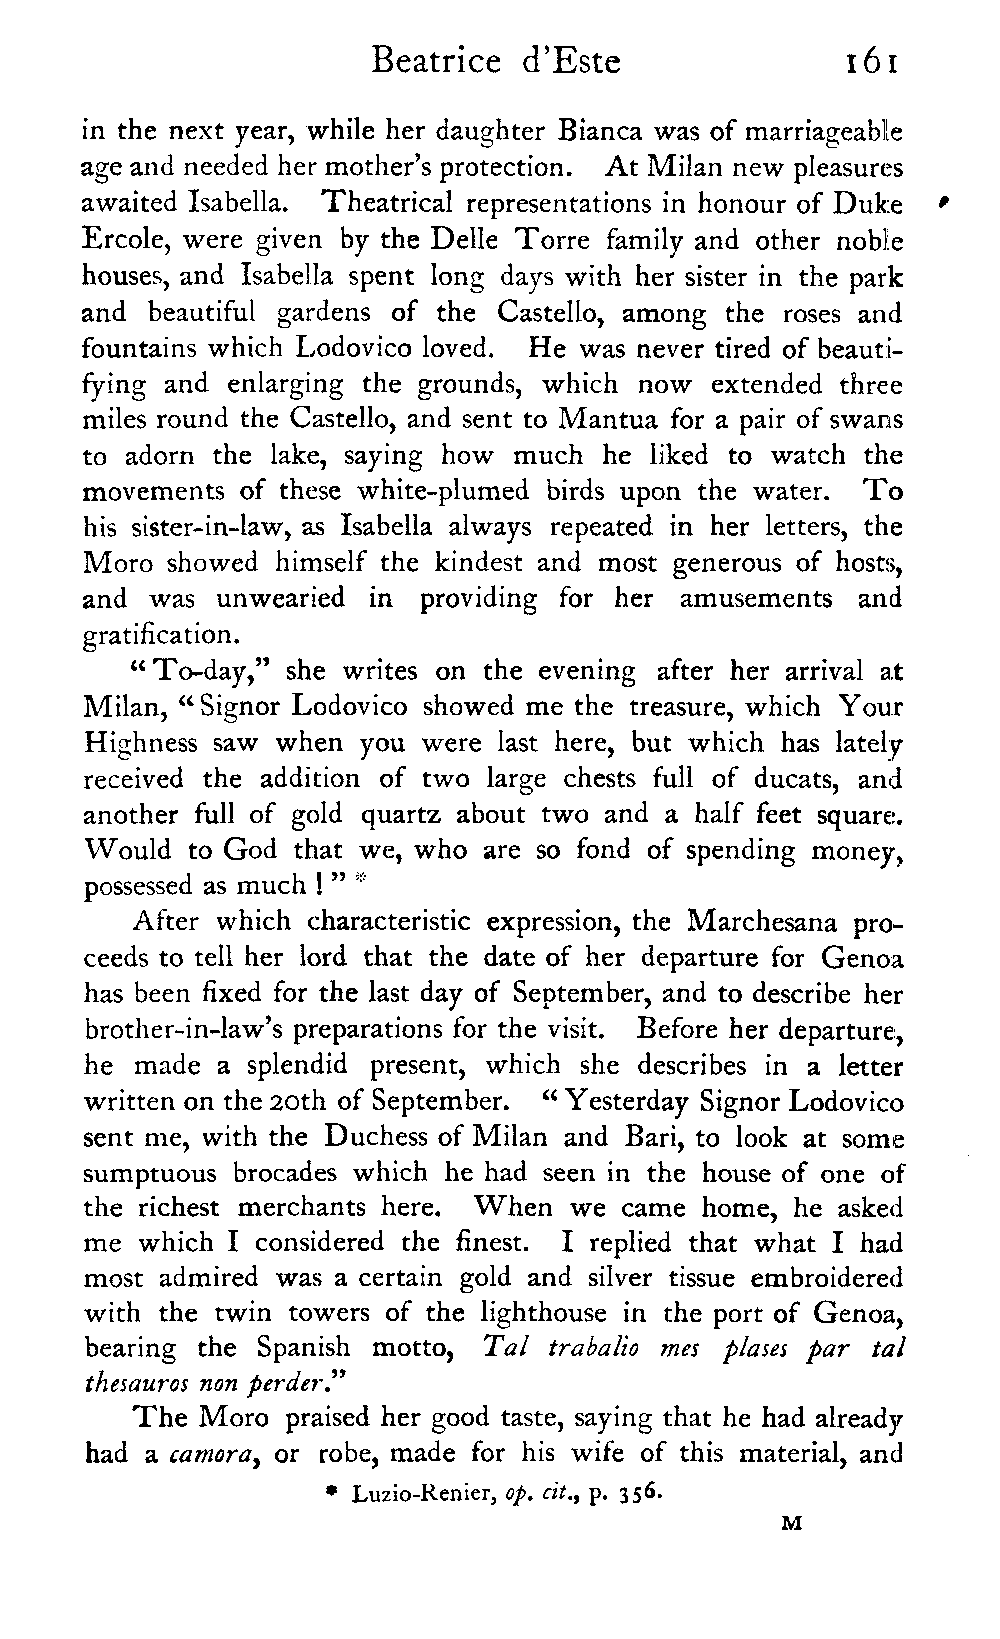 Beatrice d'Este 161
in the next year, while her daughter Bianca was of marriageable
age and needed her mother's protection. At Milan new pleasures
awaited Isabella. Theatrical representations in honour of Duke
Ercole, were given by the Delle Torre family and other noble
houses, and Isabella spent long days with her sister in the park
and beautiful gardens of the Castello, among the roses and
fountains which Lodovico loved. He was never tired of beauti-
fying and enlarging the grounds, which now extended three
miles round the Castello, and sent to Mantua for a pair of swans
to adorn the lake, saying how much he liked to watch the
movements of these white-plumed birds upon the water. To
his sister-in-law, as Isabella always repeated in her letters, the
Moro showed himself the kindest and most generous of hosts,
and was unwearied in providing for her amusements and
gratification.
"To-day," she writes on the evening after her arrival at
Milan, "Signor Lodovico showed me the treasure, which Your
Highness saw when you were last here, but which has lately
received the addition of two large chests full of ducats, and
another full of gold quartz about two and a half feet square.
Would to God that we, who are so fond of spending money,
possessed as much!" *
After which characteristic expression, the Marchesana pro-
ceeds to tell her lord that the date of her departure for Genoa
has been fixed for the last day of September, and to describe her
brother-in-law's preparations for the visit. Before her departure,
he made a splendid present, which she describes in a letter
written on the 20th of September. "Yesterday Signor Lodovico
sent me, with the Duchess of Milan and Bari, to look at some
sumptuous brocades which he had seen in the house of one of
the richest merchants here. When we came home, he asked
me which I considered the finest. I replied that what I had
most admired was a certain gold and silver tissue embroidered
with the twin towers of the lighthouse in the port of Genoa,
bearing the Spanish motto, Tal trabalio mes plases par tal
thesauros non perder."
The Moro praised her good taste, saying that he had already
had a camora, or robe, made for his wife of this material, and
* Luzio-Renier, op. cit., p. 356.
M